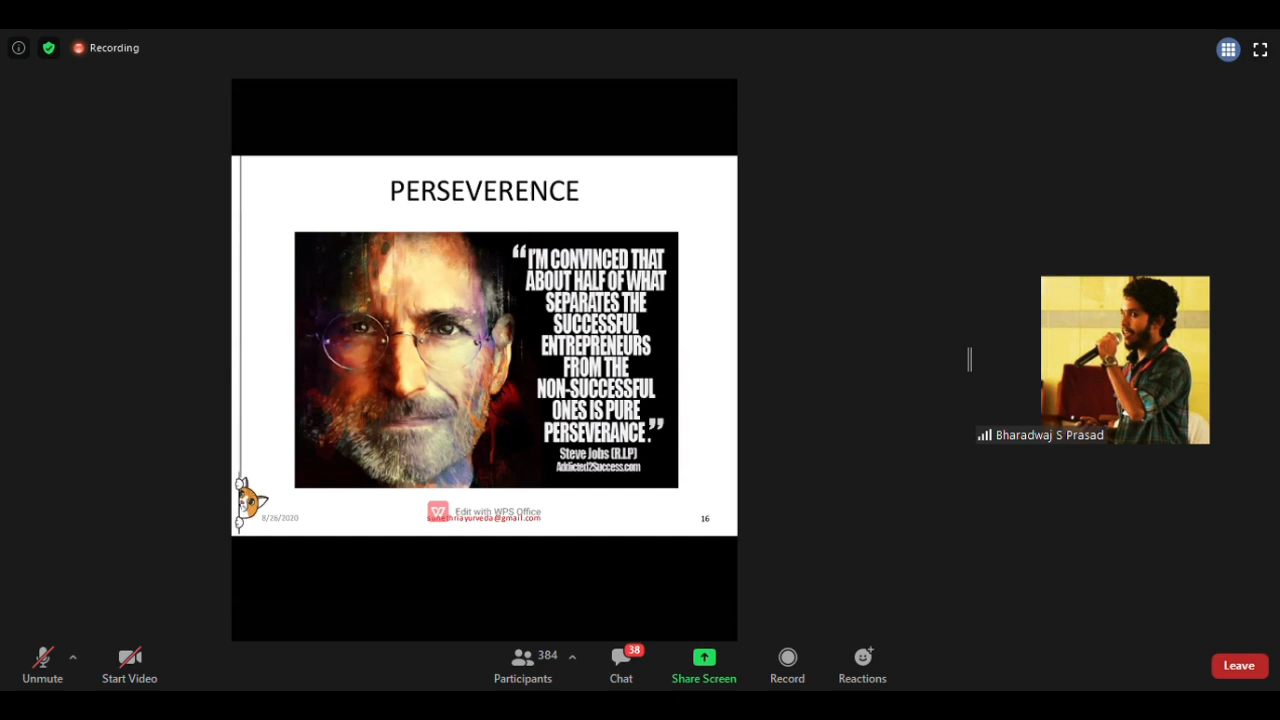 Recording
PERSEVERENCE
“I'M CONVINCED THAT
ABOUT HALF OF WHAT
SEPARATES THE
SUCCESSFUL
ENTREPRENEURS
FROM THE
NON-SUCCESSFUL
ONES IS PURE
PERSEVERANCE.”
Steve Jobs (R.I.P)
Addicted2Success.com
Bharadwaj S Prasad
Edit with WPS Office
8/26/2020
16
384
38
Unmute
Start Video
Participants
Chat
Share Screen
Record
Reactions
Leave